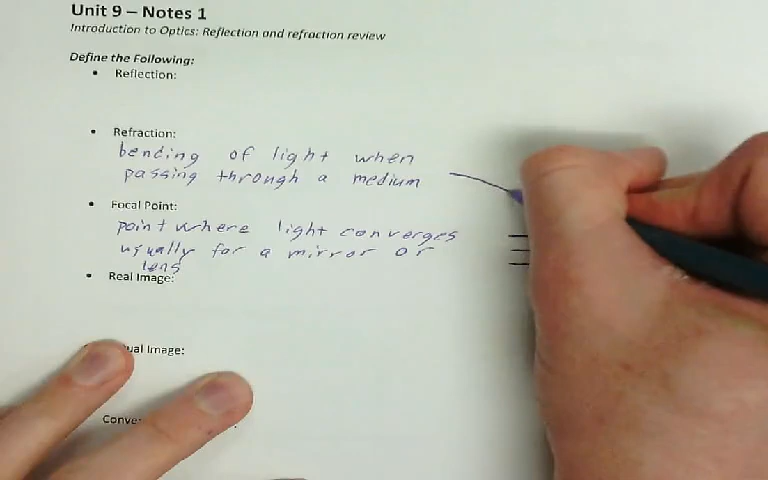 Unit 9 – Notes 1
Introduction to Optics: Reflection and refraction review
Define the Following:
• Reflection:
• Refraction:
bending of light when
passing through a medium
• Focal Point:
point where light converges
usually for a mirror or
lens
• Real Image:
ual Image:
Conve